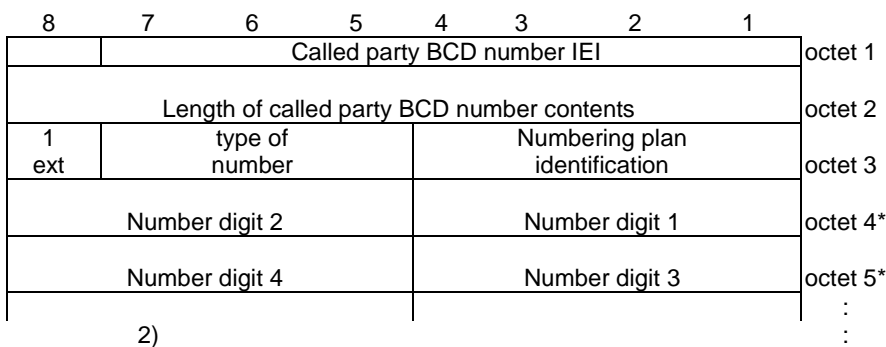 8 7 6 5 4 3 2 1
Called party BCD number IEI octet 1
Length of called party BCD number contents octet 2
1 type of Numbering plan
ext number identification octet 3
Number digit 2 Number digit 1 octet 4*
Number digit 4 Number digit 3 octet 5*
:
2) :